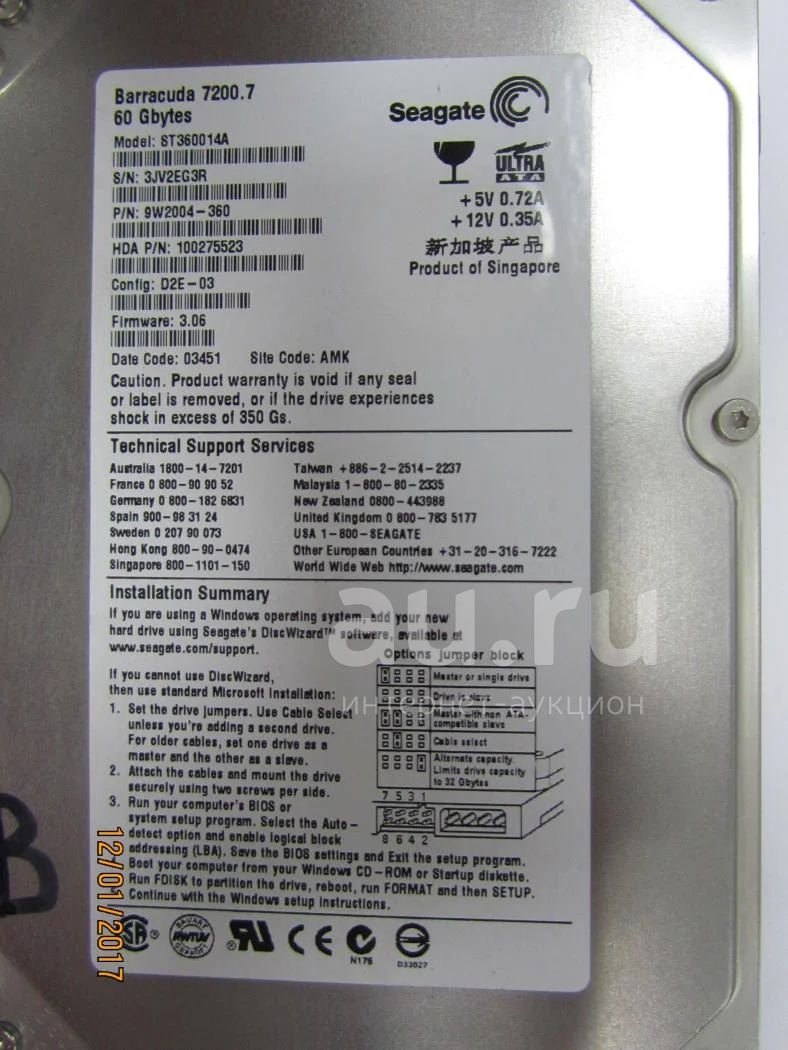 Barracuda 7200.7
60 Gbytes
Model: ST360014A
S/N: 3JV2EG3R
P/N: 9W2004-360
HDA P/N: 100275523
Config: D2E-03
Firmware: 3.06
Date Code: 03451 Site Code: AMK
Seagate
ULTRA
ATA
+5V 0.72A
+12V 0.35A
新加坡产品
Product of Singapore
Caution. Product warranty is void if any seal
or label is removed, or if the drive experiences
shock in excess of 350 Gs.
Technical Support Services
Australia 1800-14-7201
France 0 800-90 90 52
Germany 0 800-182 6831
Spain 900-98 31 24
Sweden 0 207 90 073
Hong Kong 800-90-0474
Singapore 800-1101-150
Taiwan +886-2-2514-2237
Malaysia 1-800-80-2335
New Zealand 0800-443988
United Kingdom 0 800-783 5177
USA 1-800-SEAGATE
Other European Countries +31-20-316-7222
World Wide Web http://www.seagate.com
Installation Summary
If you are using a Windows operating system, add your new
hard drive using Seagate's DiscWizard™ software, available at
www.seagate.com/support.
If you cannot use DiscWizard,
then use standard Microsoft Installation:
1. Set the drive jumpers. Use Cable Select
unless you're adding a second drive.
For older cables, set one drive as a
master and the other as a slave.
2. Attach the cables and mount the drive
securely using two screws per side.
3. Run your computer's BIOS or
system setup program. Select the Auto-
detect option and enable logical block
addressing (LBA). Save the BIOS settings and Exit the setup program.
Boot your computer from your Windows CD-ROM or Startup diskette.
Run FDISK to partition the drive, reboot, run FORMAT and then SETUP.
Continue with the Windows setup instructions.
Options jumper block
Master or single drive
Drive is slave
Master with non ATA-
compatible slave
Cable select
Alternate capacity.
Limits drive capacity
to 32 Gbytes
7 5 3 1
8 6 4 2
SA
BAUART
GEPRÜFT
CE
N176
D33027
B
12/01/2017
au.ru
интернет-аукцион